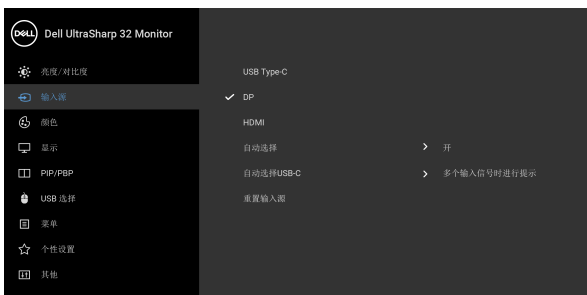 DELL Dell UltraSharp 32 Monitor
亮度/对比度 USB Type-C
输入源 DP
颜色 HDMI
显示 自动选择 开
PIP/PBP 自动选择USB-C 多个输入信号时进行提示
USB 选择 重置输入源
菜单
个性设置
其他